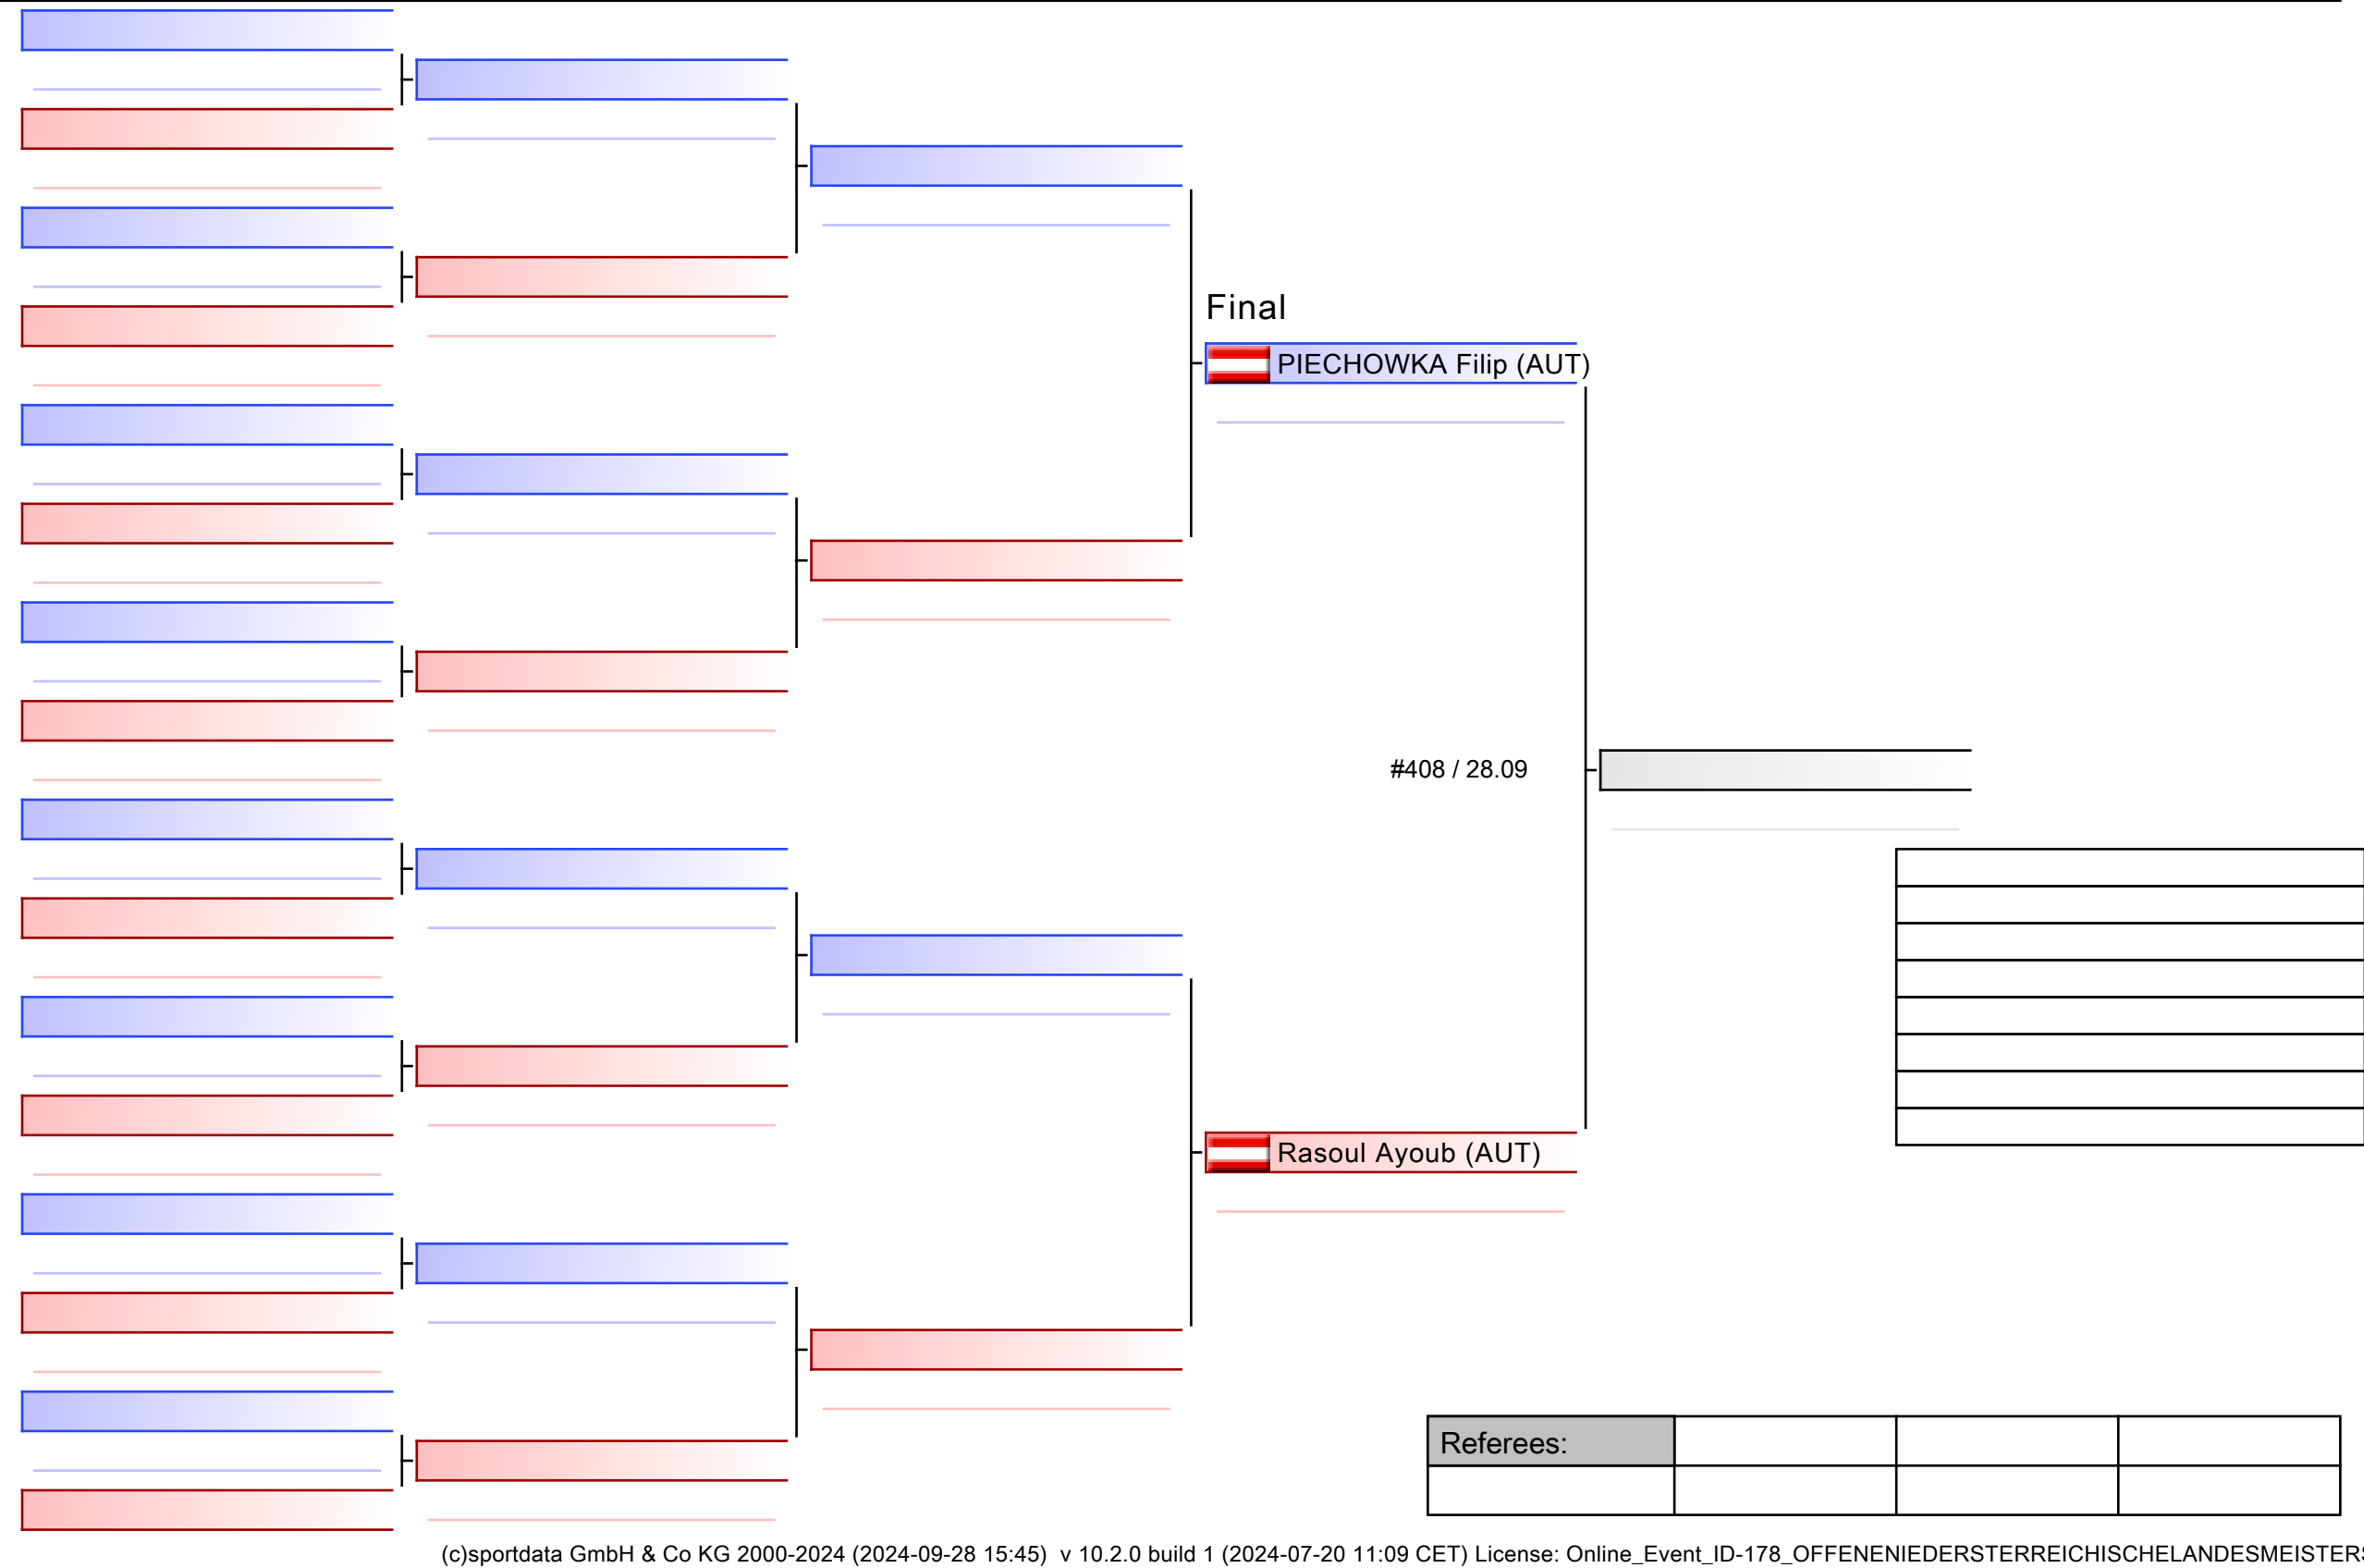 Final
PIECHOWKA Filip (AUT)
#408 / 28.09
Rasoul Ayoub (AUT)
Referees:
(c)sportdata GmbH & Co KG 2000-2024 (2024-09-28 15:45)  v 10.2.0 build 1 (2024-07-20 11:09 CET) License: Online_Event_ID-178_OFFENENIEDERSTERREICHISCHELANDESMEISTERS